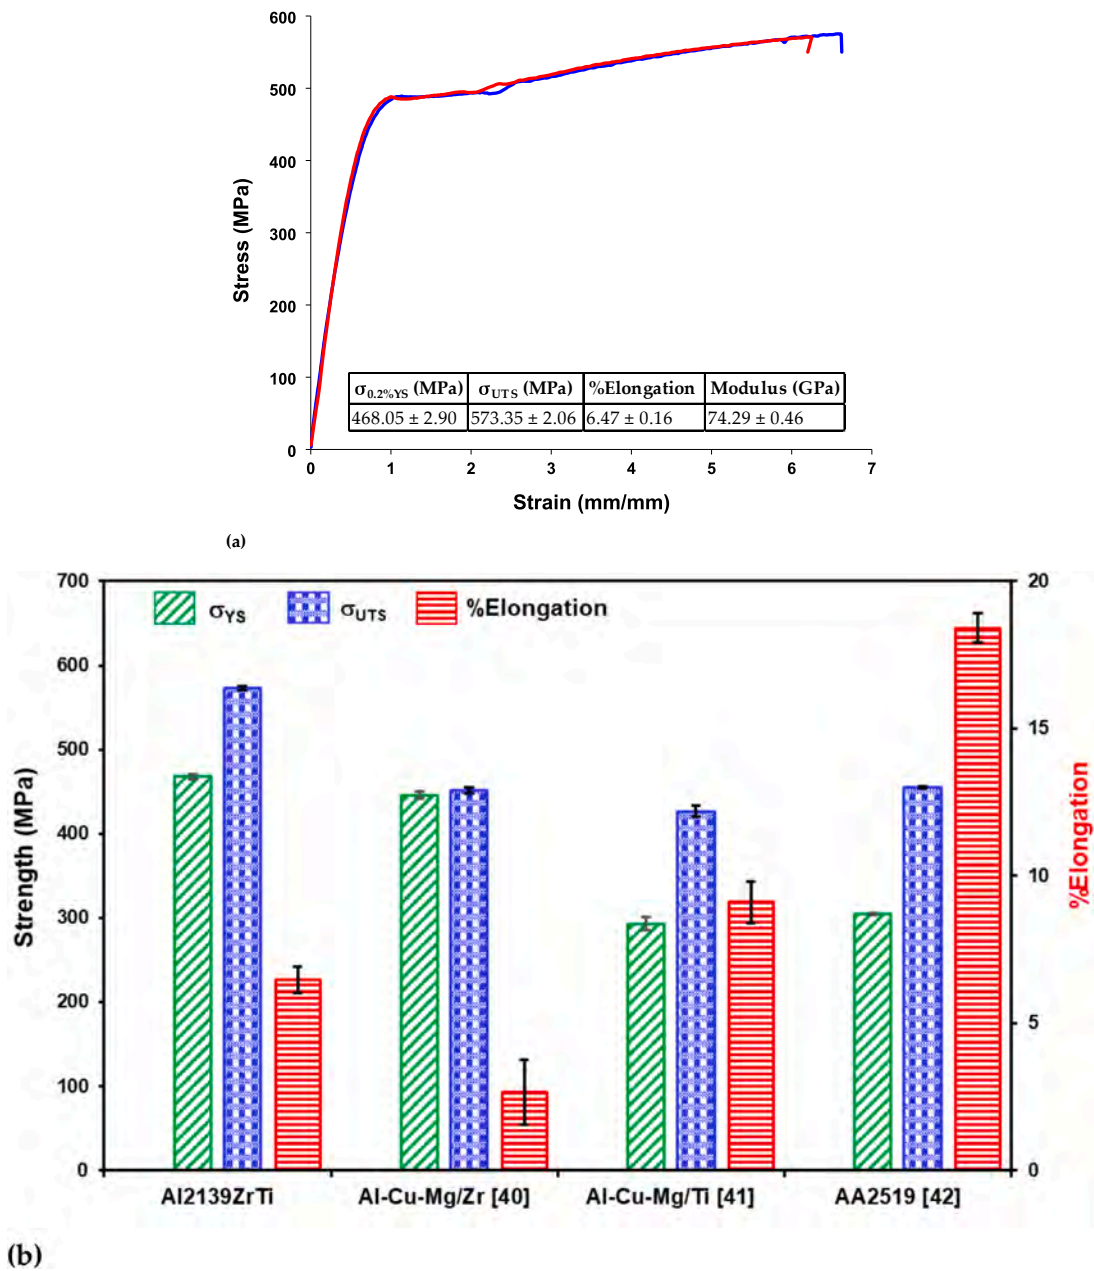 600
500
400
300
200
100
0
Stress (MPa)
σ0.2%YS (MPa) σUTS (MPa) %Elongation Modulus (GPa)
468.05 ± 2.90 573.35 ± 2.06 6.47 ± 0.16 74.29 ± 0.46
0 1 2 3 4 5 6 7
Strain (mm/mm)
(a)
σYS σUTS %Elongation
700
600
500
400
300
200
100
0
Strength (MPa)
20
15
10
5
0
%Elongation
Al2139ZrTi Al-Cu-Mg/Zr [40] Al-Cu-Mg/Ti [41] AA2519 [42]
(b)